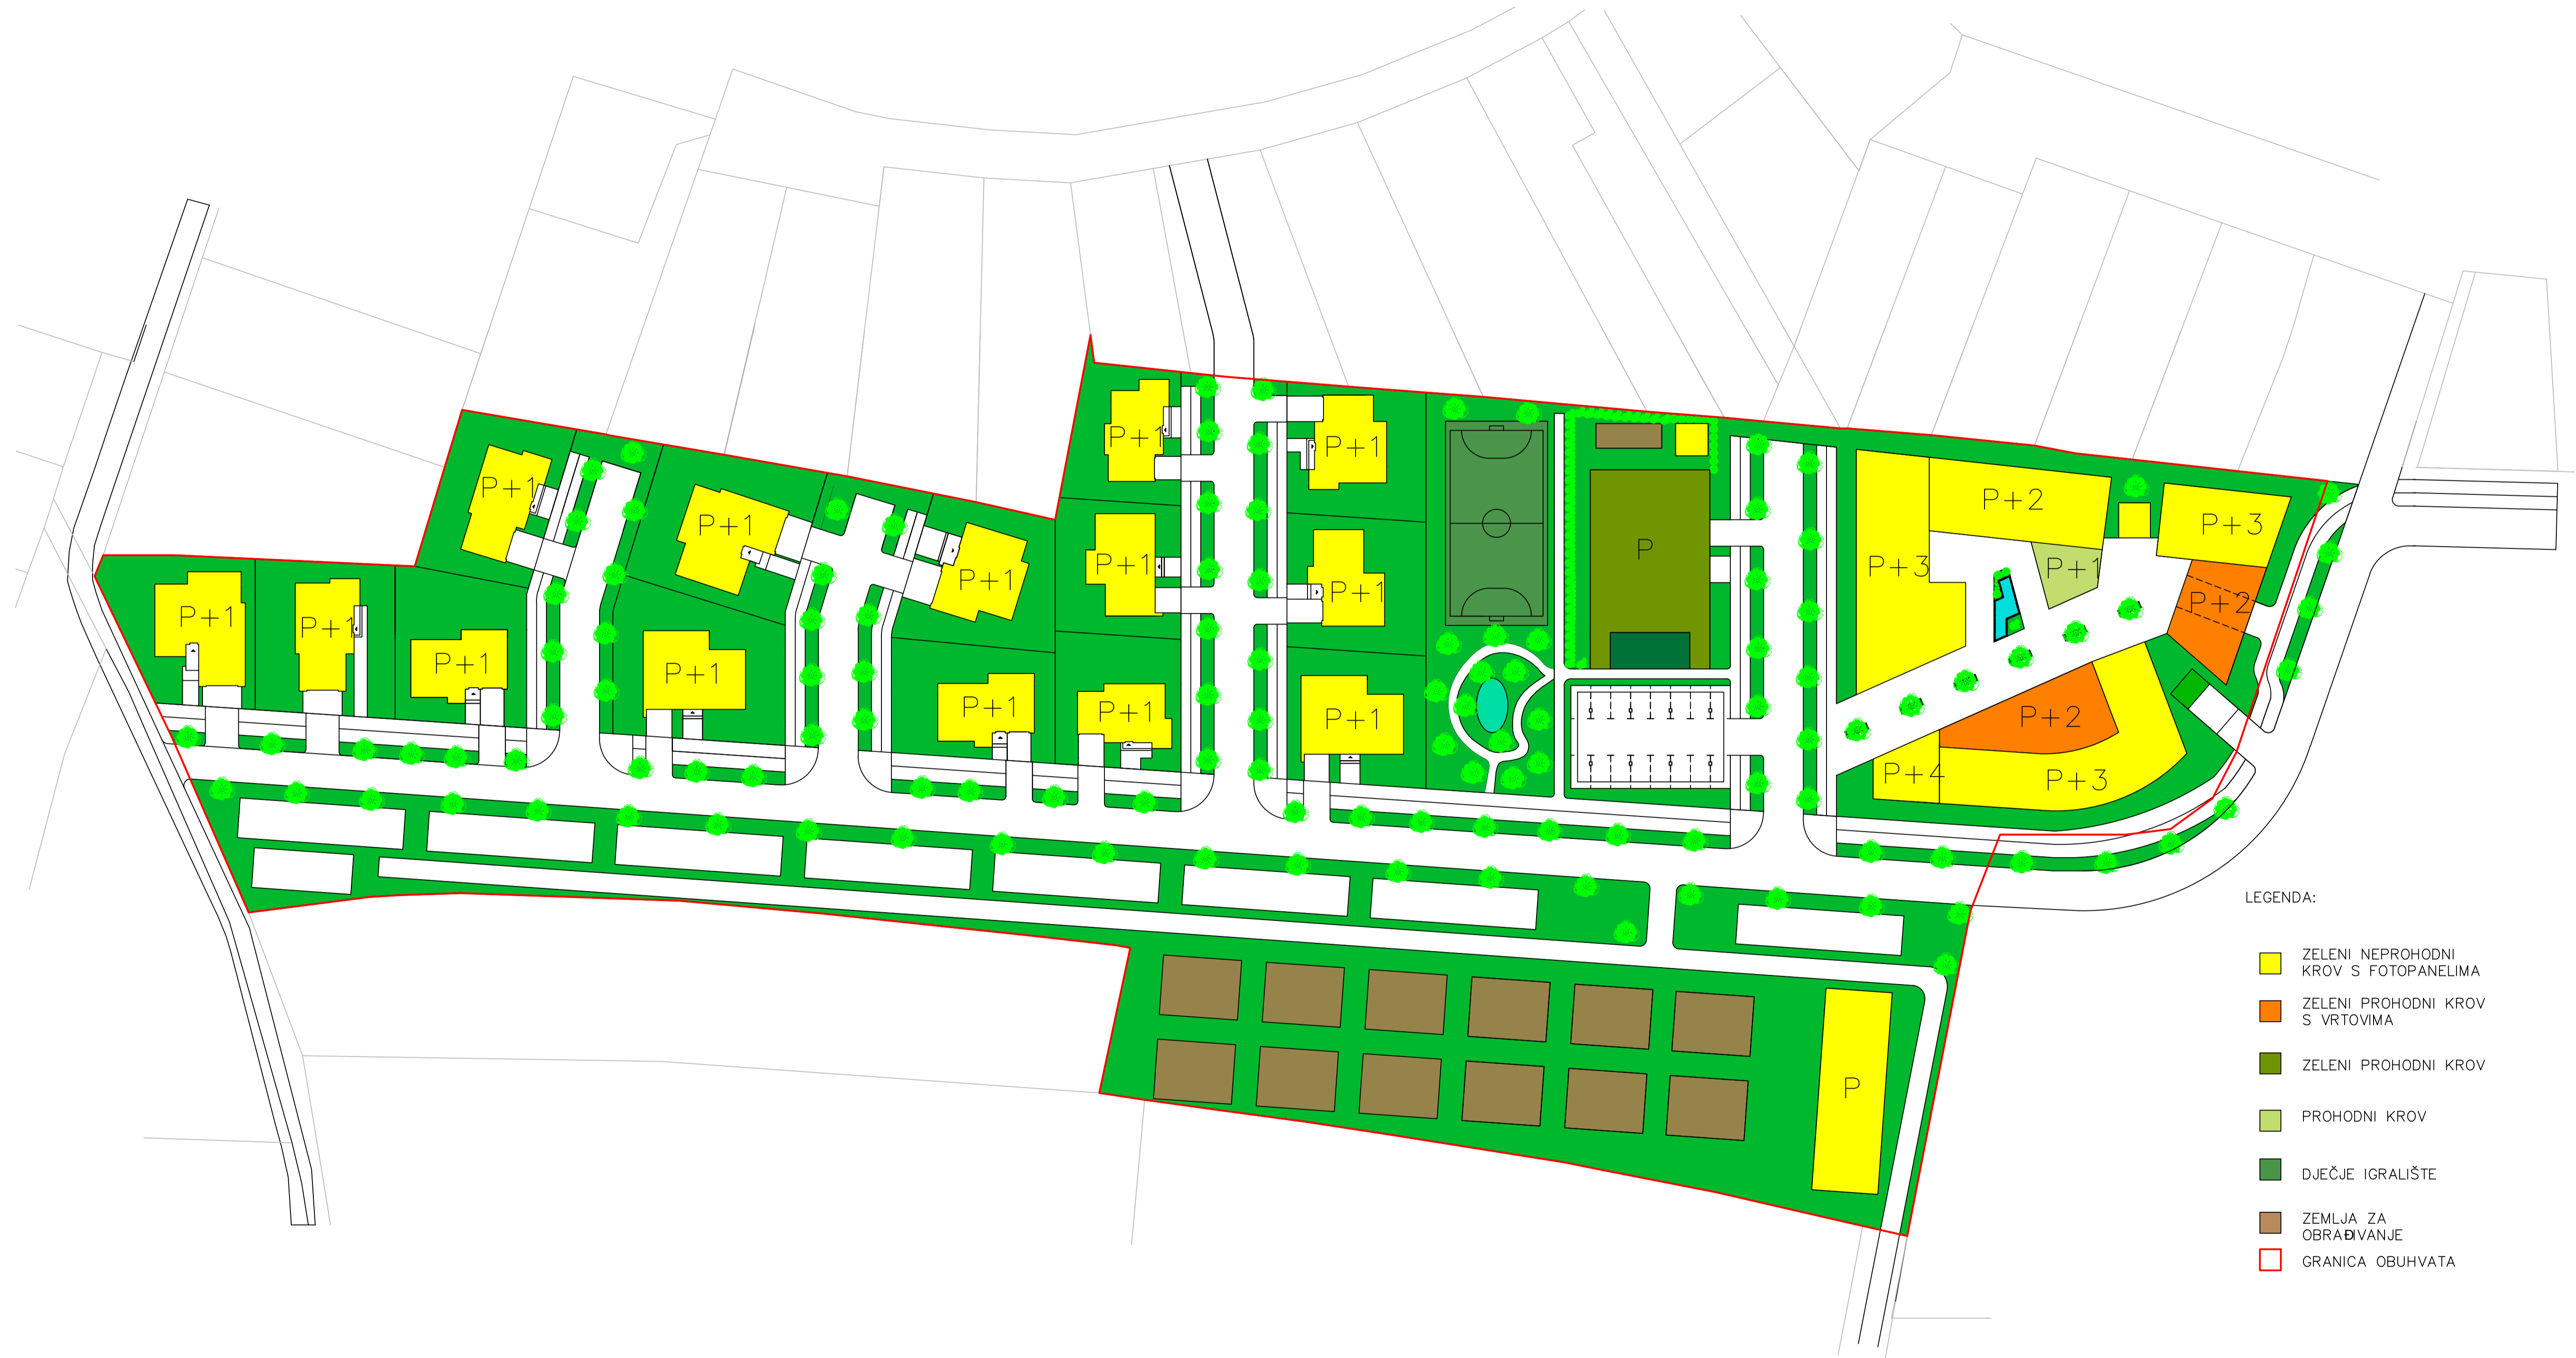 P+1
P+1
P+2
P+3
P+1
P+1
P+1
P
P+3
P+1
P+1
P+1
P+1
P+2
P+1
P+1
P+1
P+1
P+1
P+1
P+1
P+2
P+4
P+3
P
LEGENDA:
ZELENI NEPROHODNI
KROV S FOTOPANELIMA
ZELENI PROHODNI KROV
S VRTOVIMA
ZELENI PROHODNI KROV
PROHODNI KROV
DJEČJE IGRALIŠTE
ZEMLJA ZA
OBRAĐIVANJE
GRANICA OBUHVATA